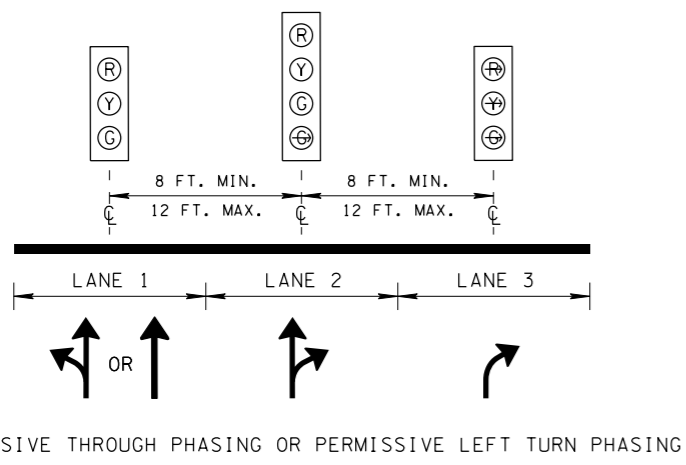 R R R
Y Y Y
G G G
G
8 FT. MIN. 8 FT. MIN.
℄ 12 FT. MAX. ℄ 12 FT. MAX. ℄
LANE 1 LANE 2 LANE 3
OR
SIVE THROUGH PHASING OR PERMISSIVE LEFT TURN PHASING